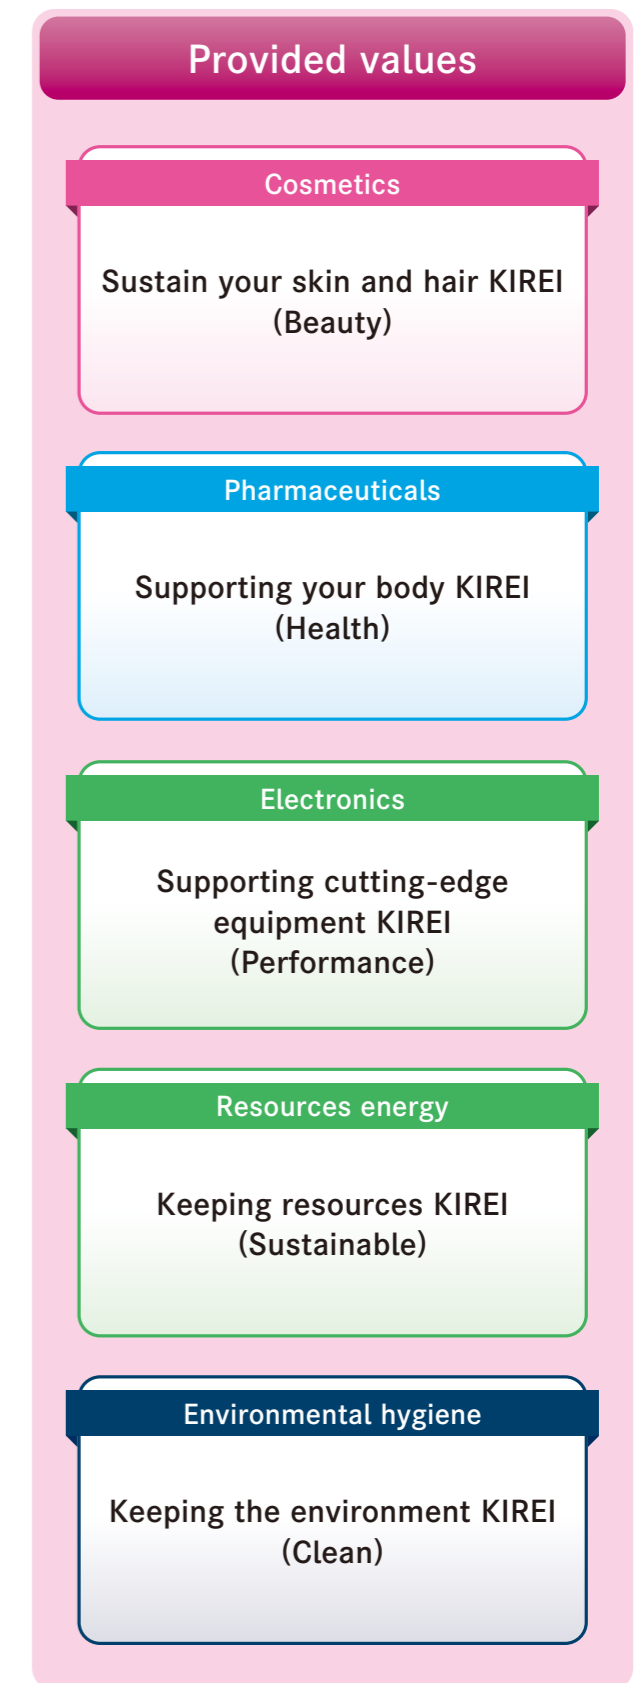 Provided values
Cosmetics
Sustain your skin and hair KIREI
(Beauty)
Pharmaceuticals
Supporting your body KIREI
(Health)
Electronics
Supporting cutting-edge
equipment KIREI
(Performance)
Resources energy
Keeping resources KIREI
(Sustainable)
Environmental hygiene
Keeping the environment KIREI
(Clean)